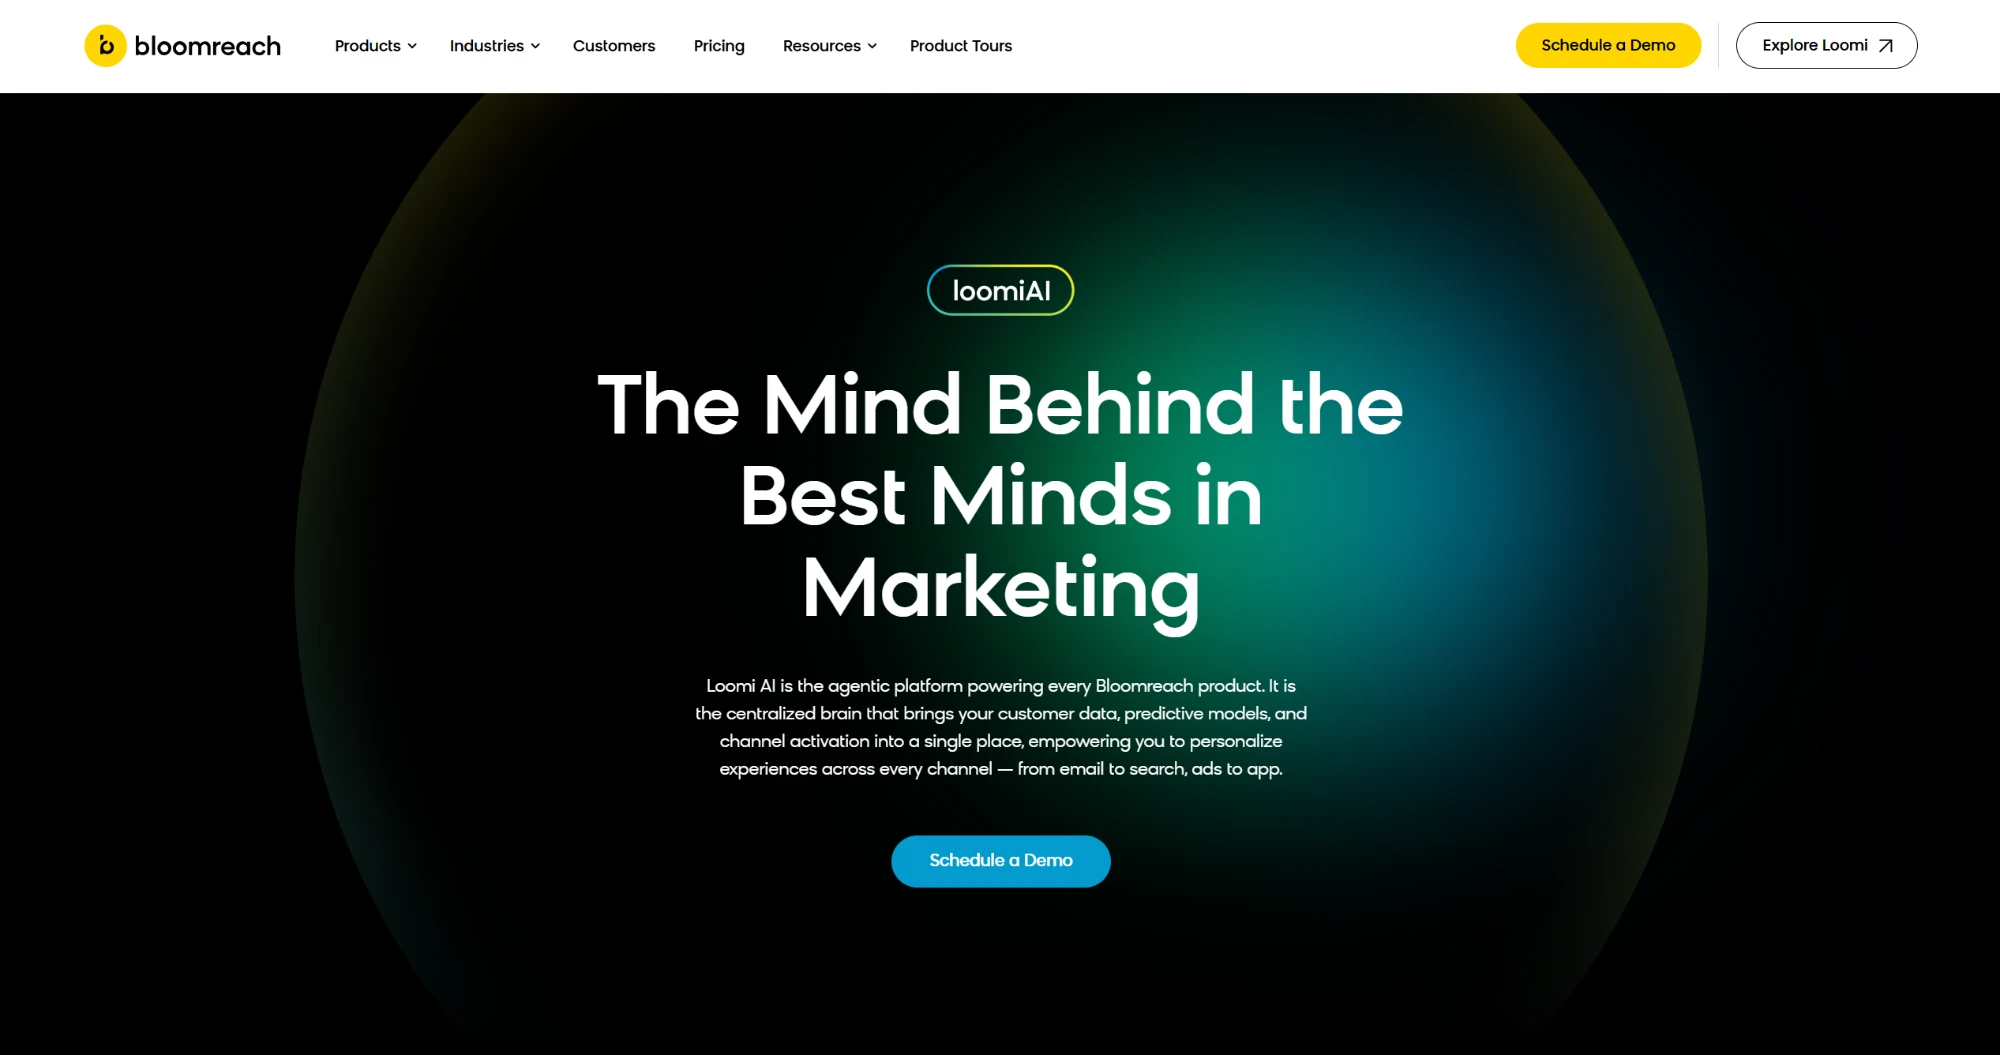 bloomreach
Products
Industries
Customers
Pricing
Resources
Product Tours
Schedule a Demo
Explore Loomi
loomiAI
The Mind Behind the
Best Minds in
Marketing
Loomi AI is the agentic platform powering every Bloomreach product. It is
the centralized brain that brings your customer data, predictive models, and
channel activation into a single place, empowering you to personalize
experiences across every channel — from email to search, ads to app.
Schedule a Demo